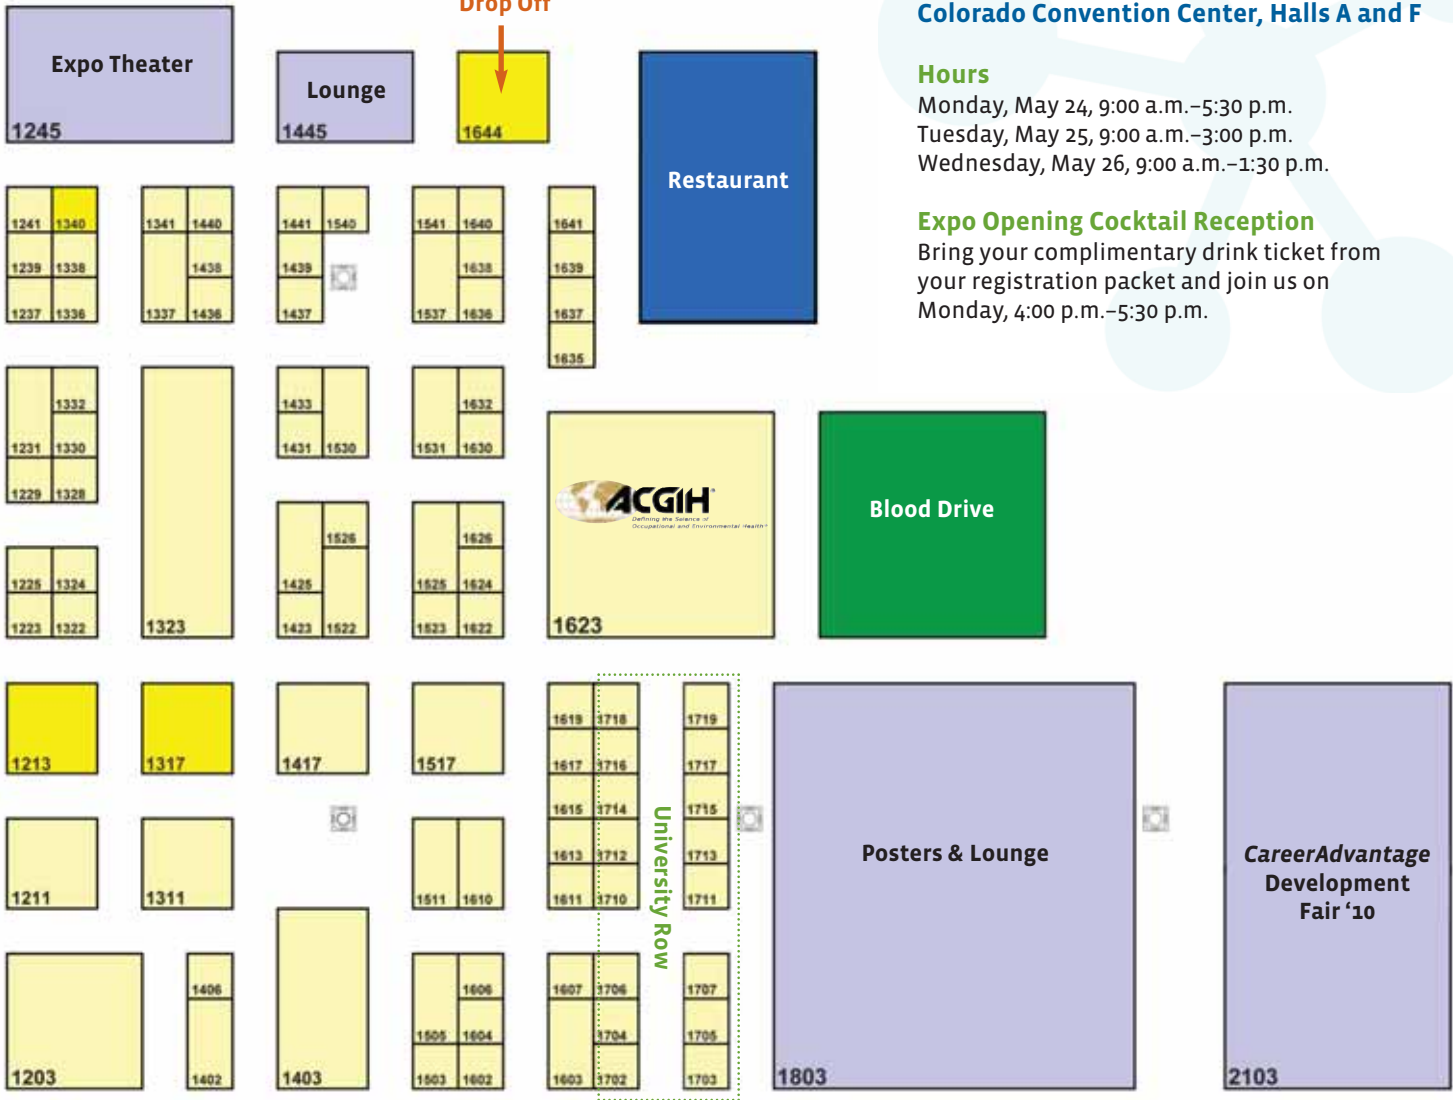 Drop Off
Colorado Convention Center, Halls A and F
Hours
Monday, May 24, 9:00 a.m.–5:30 p.m.
Tuesday, May 25, 9:00 a.m.–3:00 p.m.
Wednesday, May 26, 9:00 a.m.–1:30 p.m.
Expo Opening Cocktail Reception
Bring your complimentary drink ticket from
your registration packet and join us on
Monday, 4:00 p.m.–5:30 p.m.
Expo Theater
1245
Lounge
1445
1644
Restaurant
1241 1340 1341 1440 1441 1540 1541 1640 1641
1239 1338 1438 1439 1638 1639
1237 1336 1337 1436 1437 1537 1636 1637
1635
1332 1433 1632
1231 1330 1431 1530 1531 1630
1229 1328
ACGIH®
Defining the Science of
Occupational and Environmental Health®
Blood Drive
1526 1626
1225 1324 1425 1525 1624
1223 1322 1323 1423 1522 1523 1622 1623
1619 1718 1719
1213 1317 1417 1517 1617 1716 1717
1615 1714 1715
1613 1712 1713
1211 1311 1511 1610 1611 1710 1711
University Row
Posters & Lounge
CareerAdvantage
Development
Fair ‘10
1406 1606 1607 1706 1707
1505 1604 1704 1705
1203 1402 1403 1503 1602 1603 1702 1703 1803 2103